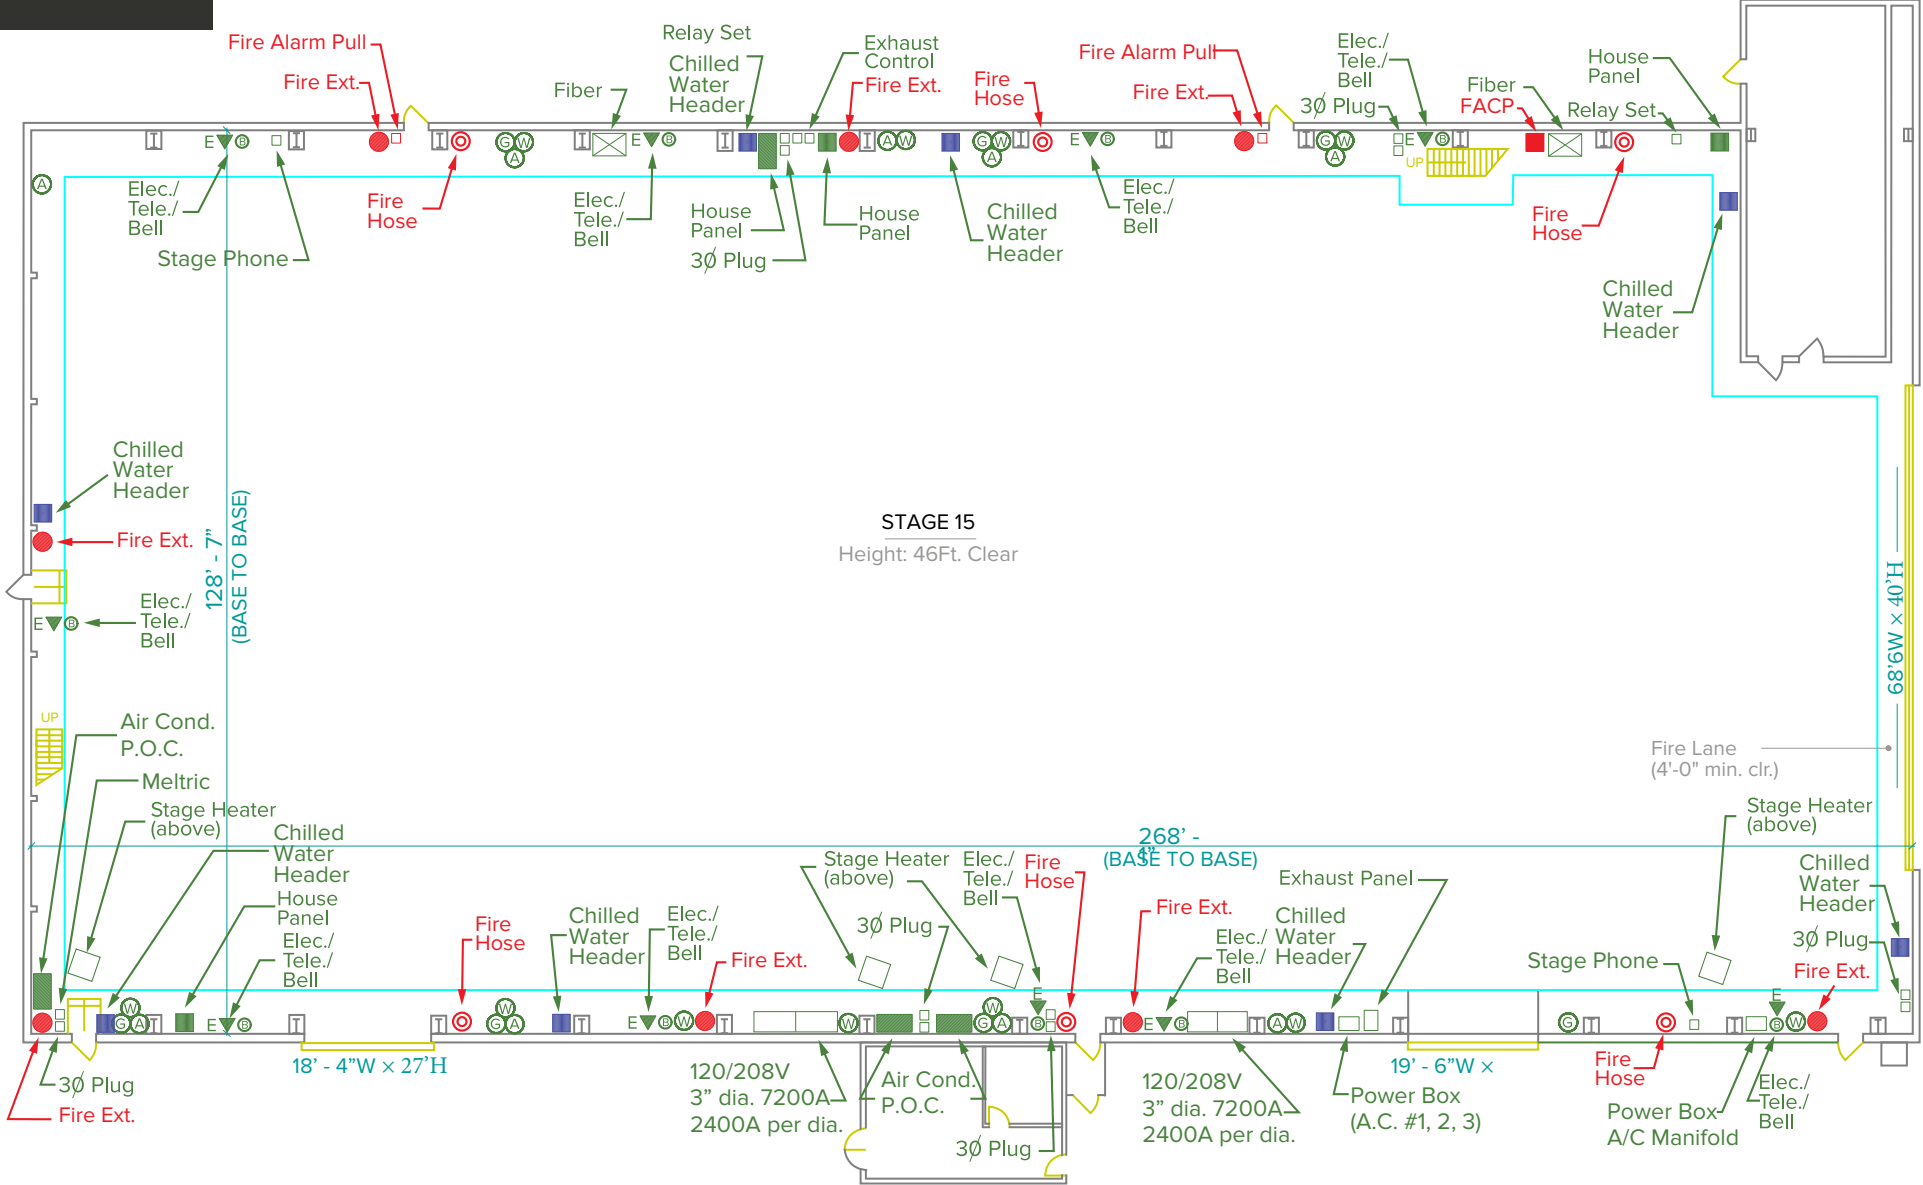 Fire Alarm Pull
Fire Ext.
Fiber
Relay Set
Chilled
Water
Header
Exhaust
Control
Fire Ext.
Fire
Hose
Fire Alarm Pull
Fire Ext.
Elec./
Tele./
Bell
30 Plug
Fiber
FACP
House
Panel
Relay Set
E
B
G
W
A
E
B
A
W
G
W
A
E
B
G
W
A
E
B
UP
A
Elec./
Tele./
Bell
Stage Phone
Fire
Hose
Elec./
Tele./
Bell
House
Panel
30 Plug
House
Panel
Chilled
Water
Header
Elec./
Tele./
Bell
Fire
Hose
Chilled
Water
Header
Chilled
Water
Header
Fire Ext.
128' - 7"
(BASE TO BASE)
STAGE 15
Height: 46Ft. Clear
Elec./
Tele./
Bell
E
B
68'6W × 40'H
UP
Air Cond.
P.O.C.
Meltric
Stage Heater
(above)
Fire Lane
(4'-0" min. clr.)
268' -
1"
(BASE TO BASE)
Stage Heater
(above)
Chilled
Water
Header
House
Panel
Elec./
Tele./
Bell
Fire
Hose
Chilled
Water
Header
Elec./
Tele./
Bell
Fire Ext.
Stage Heater
(above)
30 Plug
Elec./
Tele./
Bell
Fire
Hose
Fire Ext.
Elec./
Tele./
Bell
Chilled
Water
Header
Exhaust Panel
Stage Phone
Chilled
Water
Header
30 Plug
Fire Ext.
W
G
A
E
B
W
G
A
E
B
W
W
W
G
A
E
B
E
B
A
W
G
E
B
W
18' - 4"W × 27'H
30 Plug
Fire Ext.
120/208V
3" dia. 7200A
2400A per dia.
Air Cond.
P.O.C.
30 Plug
120/208V
3" dia. 7200A
2400A per dia.
19' - 6"W ×
Power Box
(A.C. #1, 2, 3)
Fire
Hose
Power Box
A/C Manifold
Elec./
Tele./
Bell